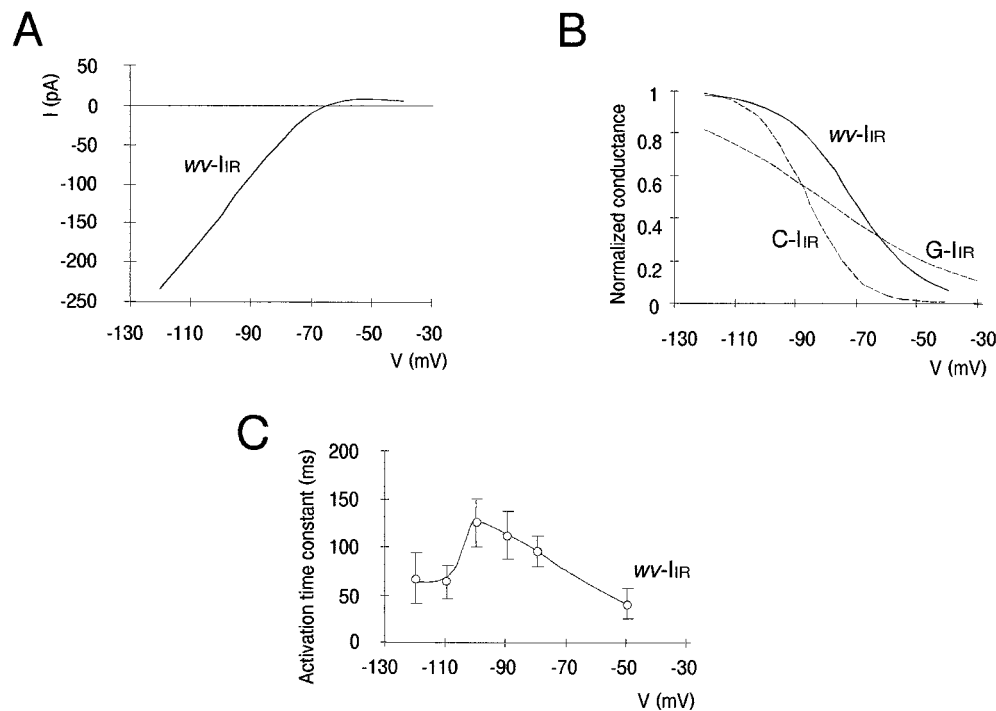 A
I (pA)
50
0
-50
-100
-150
-200
-250
wv-IIR
-130 -110 -90 -70 -50 -30
V (mV)
B
Normalized conductance
1
0.8
0.6
0.4
0.2
0
wv-IIR
C-IIR
G-IIR
-130 -110 -90 -70 -50 -30
V (mV)
C
Activation time constant (ms)
200
150
100
50
0
wv-IIR
-130 -110 -90 -70 -50 -30
V (mV)